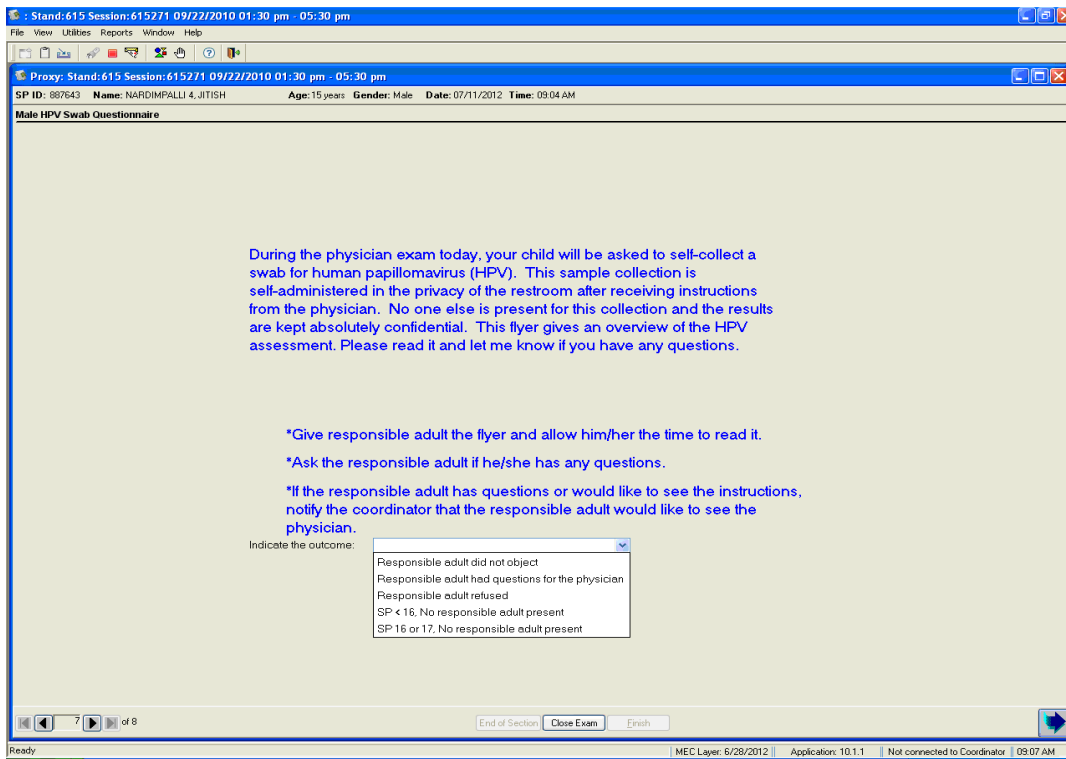 : Stand:615 Session:615271 09/22/2010 01:30 pm - 05:30 pm
File View Utilities Reports Window Help
Proxy: Stand:615 Session:615271 09/22/2010 01:30 pm - 05:30 pm
SP ID: 887643 Name: NARDIMPALLI 4, JITISH Age: 15 years Gender: Male Date: 07/11/2012 Time: 09:04 AM
Male HPV Swab Questionnaire
During the physician exam today, your child will be asked to self-collect a
swab for human papillomavirus (HPV). This sample collection is
self-administered in the privacy of the restroom after receiving instructions
from the physician. No one else is present for this collection and the results
are kept absolutely confidential. This flyer gives an overview of the HPV
assessment. Please read it and let me know if you have any questions.
*Give responsible adult the flyer and allow him/her the time to read it.
*Ask the responsible adult if he/she has any questions.
*If the responsible adult has questions or would like to see the instructions,
notify the coordinator that the responsible adult would like to see the
physician.
Indicate the outcome:
Responsible adult did not object
Responsible adult had questions for the physician
Responsible adult refused
SP < 16, No responsible adult present
SP 16 or 17, No responsible adult present
7 of 8 End of Section Close Exam Finish
Ready MEC Layer: 6/28/2012 Application: 10.1.1 Not connected to Coordinator 09:07 AM